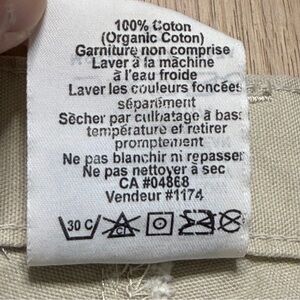 100% Coton
(Organic Coton)
Garniture non comprise
Laver à la machine
à l'eau froide
Laver les couleurs foncées
séparément
Sécher par culbutage à bas:
température et retirer
promptement
Ne pas blanchir ni repasser
Ne pas nettoyer à sec
CA #04868
Vendeur #1174
30 C